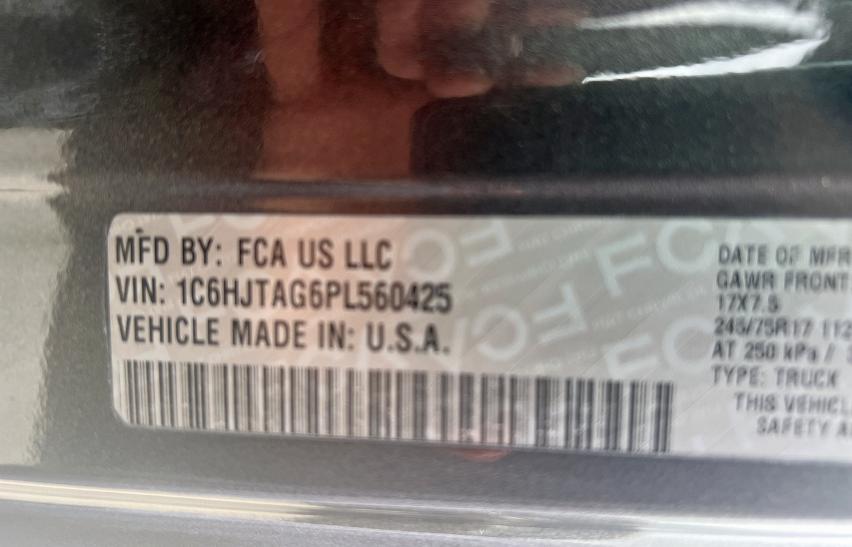 MFD BY: FCA US LLC
VIN: 1C6HJTAG6PL560425
VEHICLE MADE IN: U.S.A.
DATE OF MFR
GAWR FRONT
17X7.5
245/75R17 112
AT 250 kPa /
TYPE: TRUCK
THIS VEHICL
SAFETY A